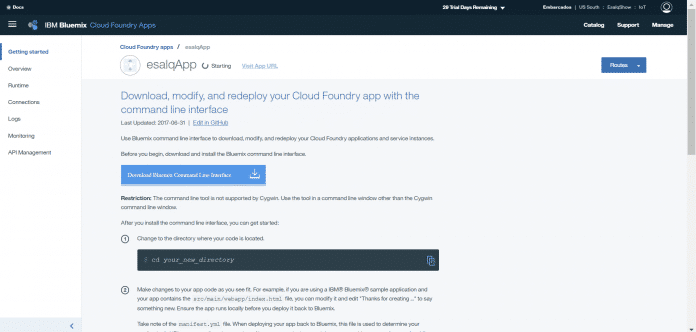 Docs
29 Trial Days Remaining
Embarcados | US South : EsalqShow : IoT
IBM Bluemix Cloud Foundry Apps
Catalog Support Manage
Getting started
Overview
Runtime
Connections
Logs
Monitoring
API Management
Cloud Foundry apps / esalqApp
esalqApp Starting Visit App URL
Routes
Download, modify, and redeploy your Cloud Foundry app with the
command line interface
Last Updated: 2017-05-31 | Edit in GitHub
Use Bluemix command line interface to download, modify, and redeploy your Cloud Foundry applications and service instances.
Before you begin, download and install the Bluemix command line interface.
Download Bluemix Command Line Interface
Restriction: The command line tool is not supported by Cygwin. Use the tool in a command line window other than the Cygwin
command line window.
After you install the command line interface, you can get started:
1 Change to the directory where your code is located.
$ cd your_new_directory
2 Make changes to your app code as you see fit. For example, if you are using a IBM® Bluemix® sample application and
your app contains the src/main/webapp/index.html file, you can modify it and edit "Thanks for creating ..." to say
something new. Ensure the app runs locally before you deploy it back to Bluemix.
Take note of the manifest.yml file. When deploying your app back to Bluemix, this file is used to determine your